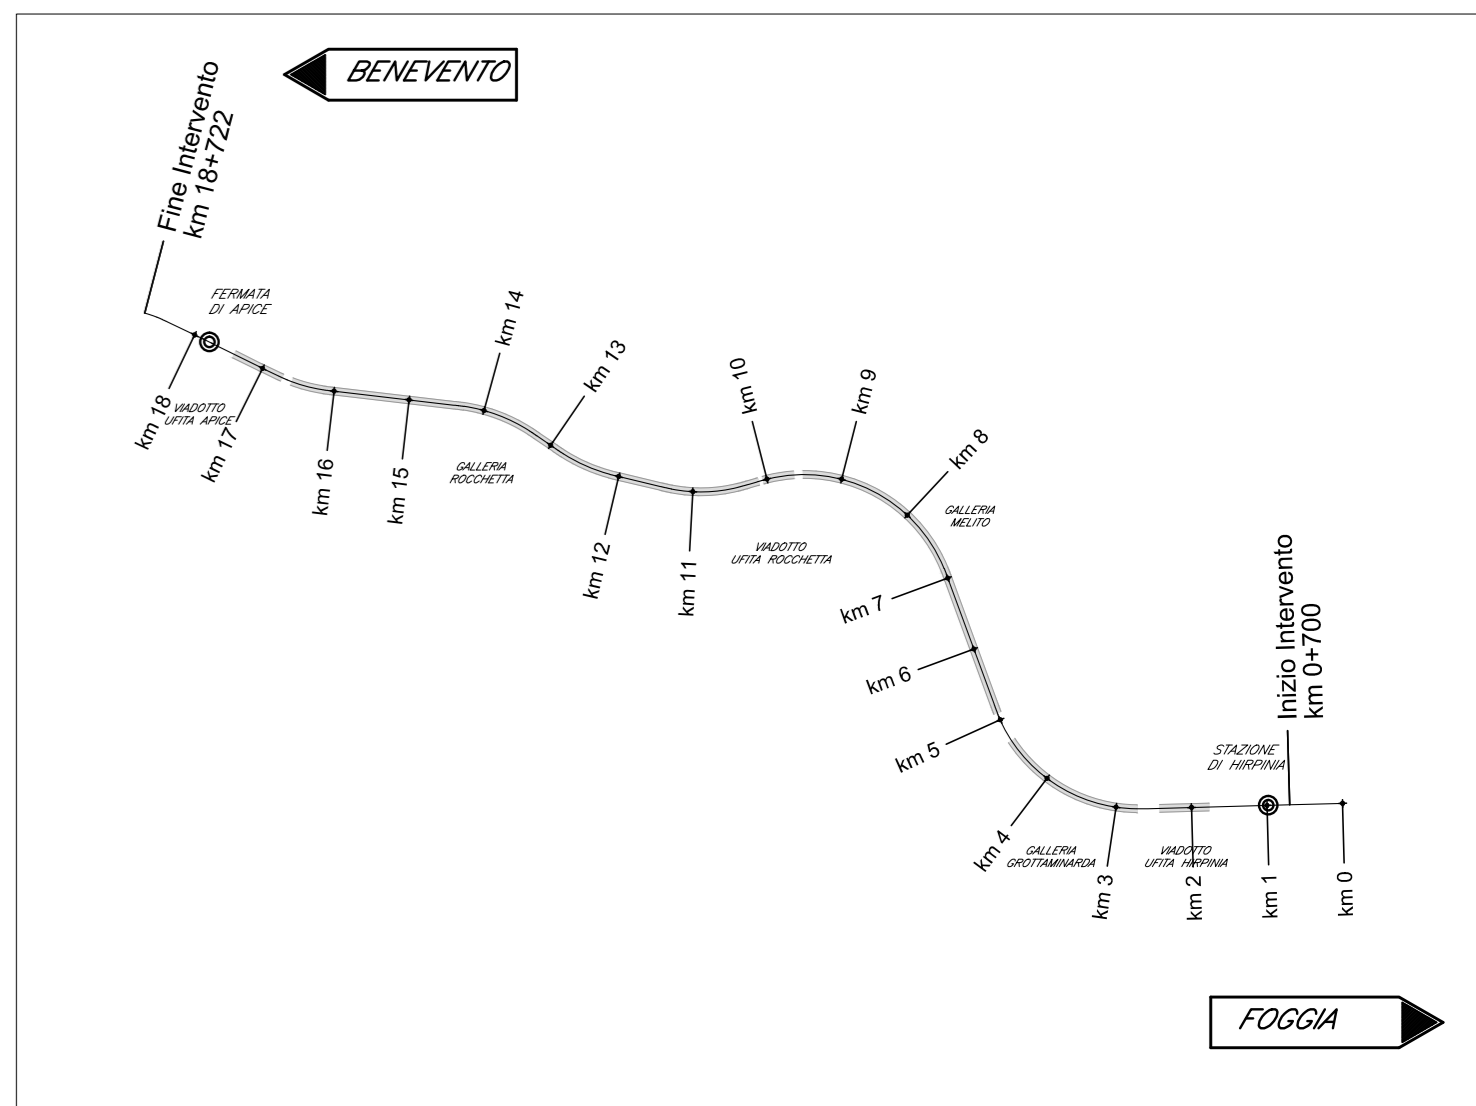 BENEVENTO
Fine Intervento
km 18+722
FERMATA
DI APICE
km 18
VIADOTTO
UFITA APICE
km 17
km 16
km 15
km 14
GALLERIA
ROCCHETTA
km 13
km 12
km 11
km 10
VIADOTTO
UFITA ROCCHETTA
km 9
km 8
GALLERIA
MELITO
km 7
km 6
km 5
km 4
GALLERIA
GROTTAMINARDA
km 3
VIADOTTO
UFITA HIRPINIA
km 2
STAZIONE
DI HIRPINIA
km 1
Inizio Intervento
km 0+700
km 0
FOGGIA